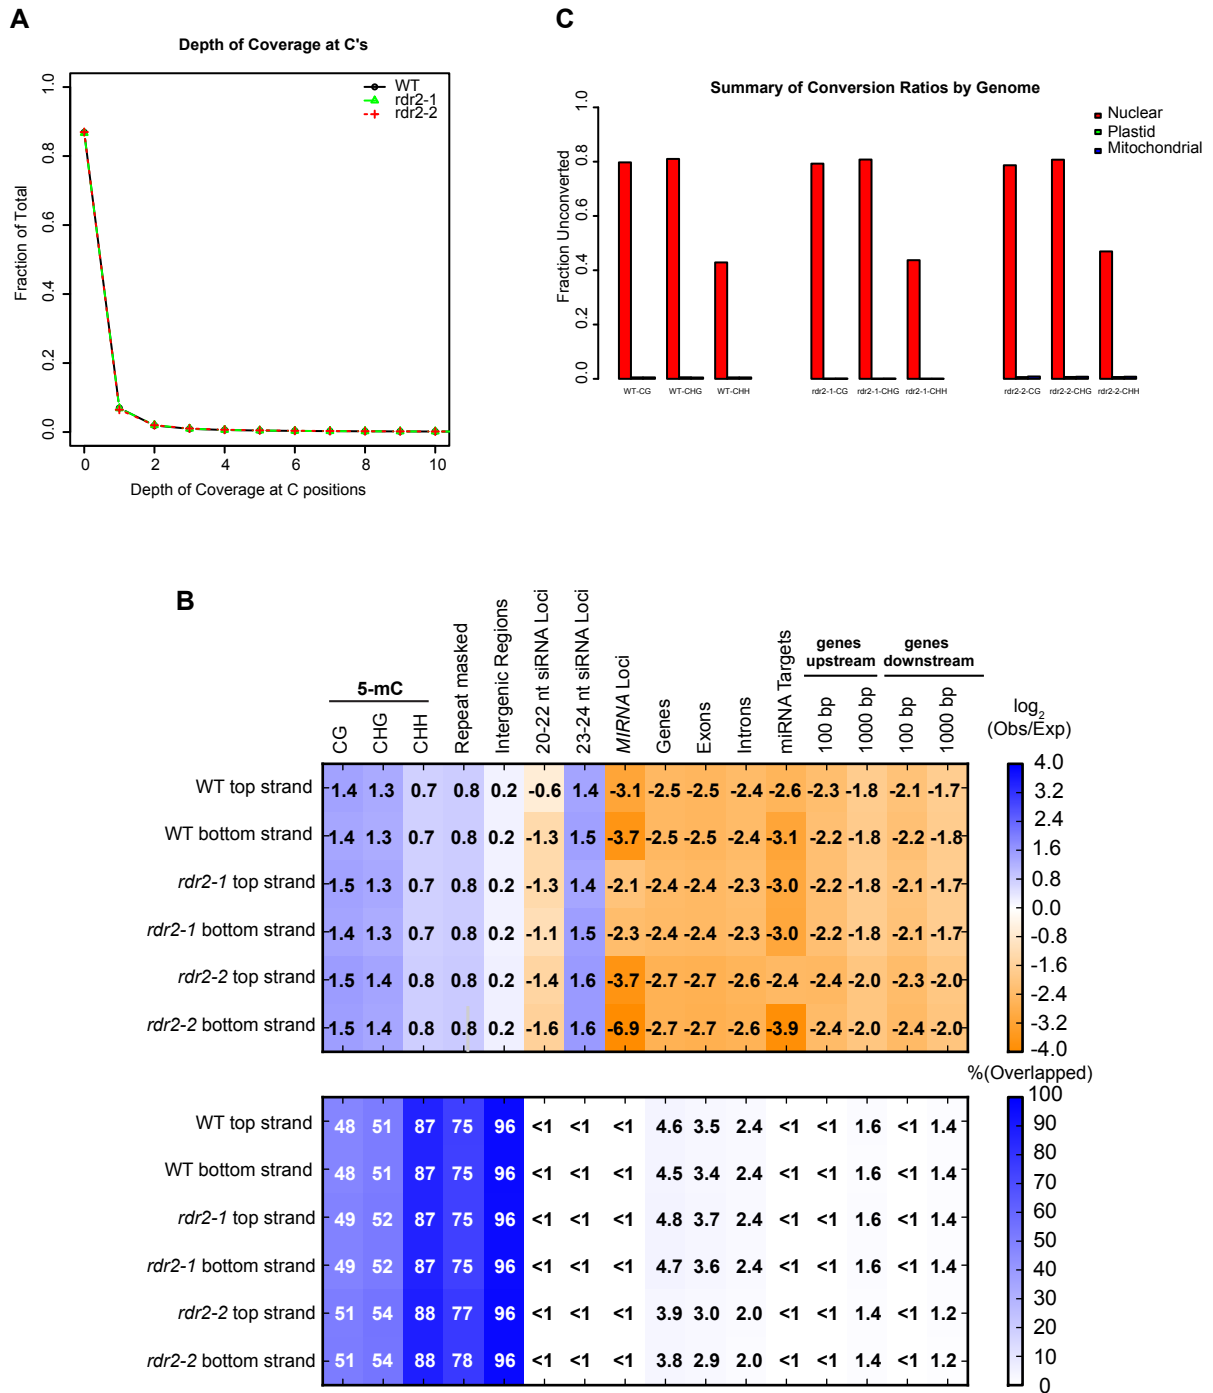 A
Depth of Coverage at C's
WT
rdr2-1
rdr2-2
Fraction of Total
1.0
0.8
0.6
0.4
0.2
0.0
0 2 4 6 8 10
Depth of Coverage at C positions
C
Summary of Conversion Ratios by Genome
Nuclear
Plastid
Mitochondrial
Fraction Unconverted
1.0
0.8
0.6
0.4
0.2
0.0
WT-CG WT-CHG WT-CHH rdr2-1-CG rdr2-1-CHG rdr2-1-CHH rdr2-2-CG rdr2-2-CHG rdr2-2-CHH
B
5-mC
genes upstream
genes downstream
CG CHG CHH Repeat masked Intergenic Regions 20-22 nt siRNA Loci 23-24 nt siRNA Loci MIRNA Loci Genes Exons Introns miRNA Targets 100 bp 1000 bp 100 bp 1000 bp
log2
(Obs/Exp)
WT top strand 1.4 1.3 0.7 0.8 0.2 -0.6 1.4 -3.1 -2.5 -2.5 -2.4 -2.6 -2.3 -1.8 -2.1 -1.7
WT bottom strand 1.4 1.3 0.7 0.8 0.2 -1.3 1.5 -3.7 -2.5 -2.5 -2.4 -3.1 -2.2 -1.8 -2.2 -1.8
rdr2-1 top strand 1.5 1.3 0.7 0.8 0.2 -1.3 1.4 -2.1 -2.4 -2.4 -2.3 -3.0 -2.2 -1.8 -2.1 -1.7
rdr2-1 bottom strand 1.4 1.3 0.7 0.8 0.2 -1.1 1.5 -2.3 -2.4 -2.4 -2.3 -3.0 -2.2 -1.8 -2.1 -1.7
rdr2-2 top strand 1.5 1.4 0.8 0.8 0.2 -1.4 1.6 -3.7 -2.7 -2.7 -2.6 -2.4 -2.4 -2.0 -2.3 -2.0
rdr2-2 bottom strand 1.5 1.4 0.8 0.8 0.2 -1.6 1.6 -6.9 -2.7 -2.7 -2.6 -3.9 -2.4 -2.0 -2.4 -2.0
4.0
3.2
2.4
1.6
0.8
0.0
-0.8
-1.6
-2.4
-3.2
-4.0
%(Overlapped)
WT top strand 48 51 87 75 96 <1 <1 <1 4.6 3.5 2.4 <1 <1 1.6 <1 1.4
WT bottom strand 48 51 87 75 96 <1 <1 <1 4.5 3.4 2.4 <1 <1 1.6 <1 1.4
rdr2-1 top strand 49 52 87 75 96 <1 <1 <1 4.8 3.7 2.4 <1 <1 1.6 <1 1.4
rdr2-1 bottom strand 49 52 87 75 96 <1 <1 <1 4.7 3.6 2.4 <1 <1 1.6 <1 1.4
rdr2-2 top strand 51 54 88 77 96 <1 <1 <1 3.9 3.0 2.0 <1 <1 1.4 <1 1.2
rdr2-2 bottom strand 51 54 88 78 96 <1 <1 <1 3.8 2.9 2.0 <1 <1 1.4 <1 1.2
100
90
80
70
60
50
40
30
20
10
0